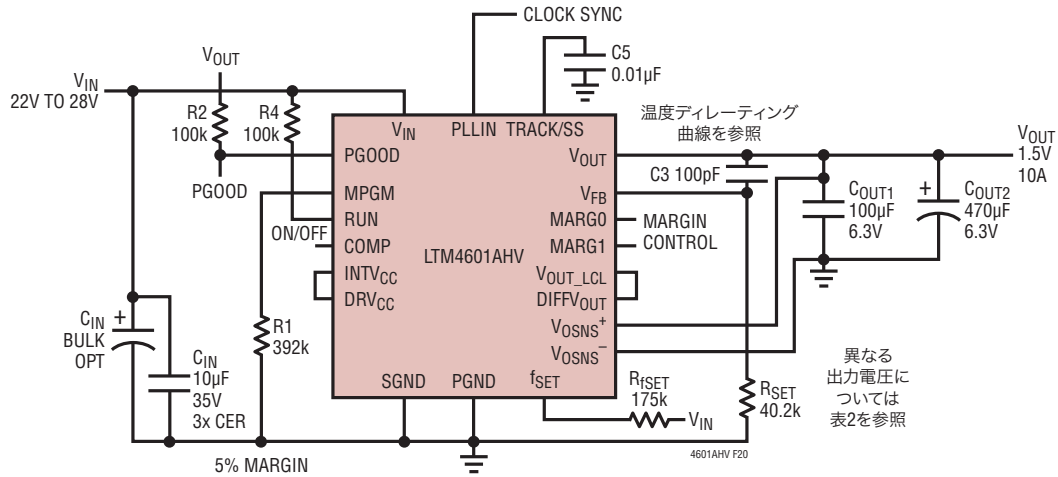 CLOCK SYNC
C5
0.01µF
VOUT
VIN
22V TO 28V
R2
100k
R4
100k
PGOOD
ON/OFF
VIN
PLLIN
TRACK/SS
PGOOD
MPGM
RUN
COMP
INTVCC
DRVCC
LTM4601AHV
VOUT
VFB
MARG0
MARG1
VOUT_LCL
DIFFVOUT
VOSNS+
VOSNS–
SGND
PGND
fSET
温度ディレーティング
曲線を参照
C3 100pF
MARGIN
CONTROL
VOUT
1.5V
10A
COUT1
100µF
6.3V
+
COUT2
470µF
6.3V
CIN
BULK
OPT
+
CIN
10µF
35V
3x CER
R1
392k
RfSET
175k
VIN
RSET
40.2k
異なる
出力電圧に
ついては
表2を参照
5% MARGIN
4601AHV F20